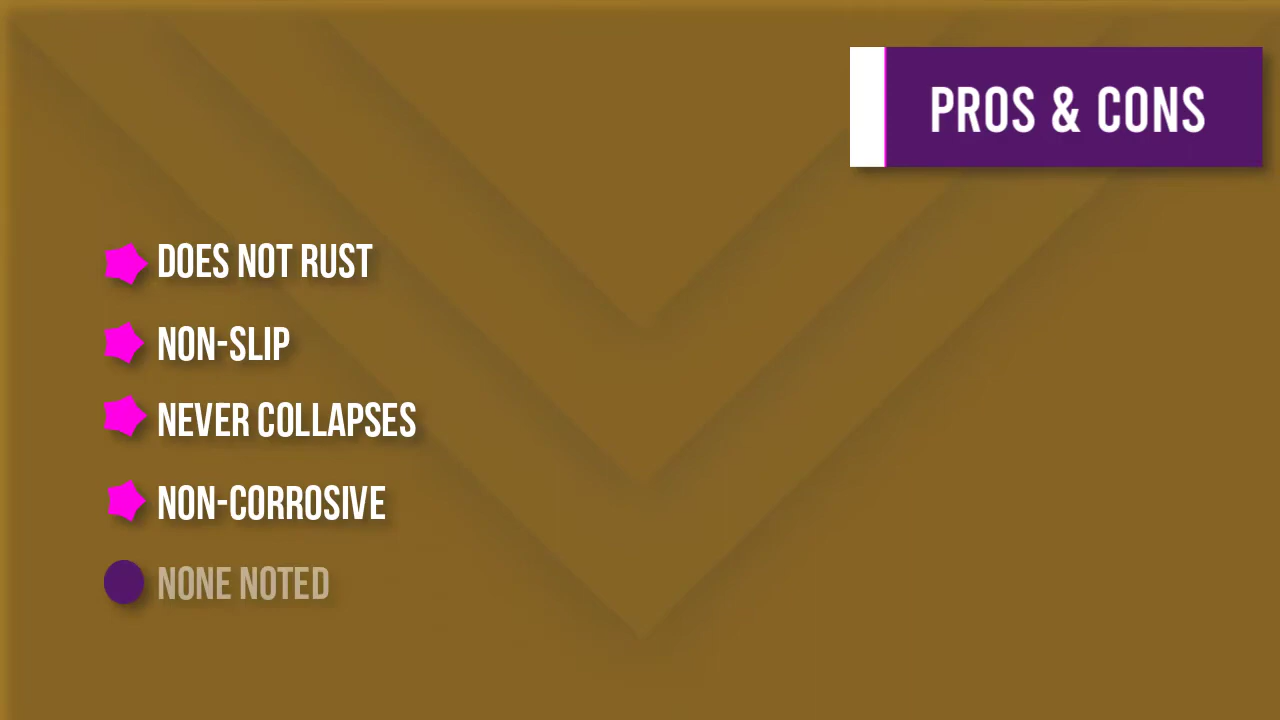 PROS & CONS
DOES NOT RUST
NON-SLIP
NEVER COLLAPSES
NON-CORROSIVE
NONE NOTED